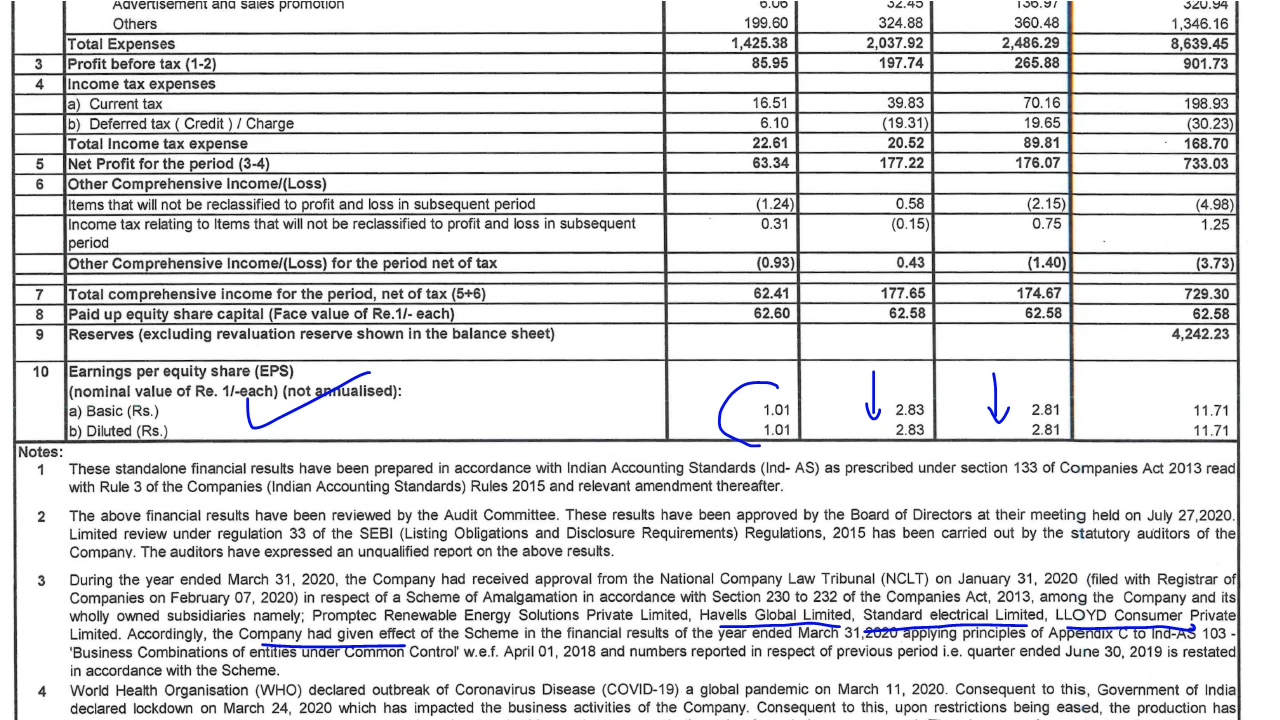 Advertisement and sales promotion 6.06 32.45 136.97 320.94
Others 199.60 324.88 360.48 1,346.16
Total Expenses 1,425.38 2,037.92 2,486.29 8,639.45
3 Profit before tax (1-2) 85.95 197.74 265.88 901.73
4 Income tax expenses
a) Current tax 16.51 39.83 70.16 198.93
b) Deferred tax ( Credit ) / Charge 6.10 (19.31) 19.65 (30.23)
Total Income tax expense 22.61 20.52 89.81 168.70
5 Net Profit for the period (3-4) 63.34 177.22 176.07 733.03
6 Other Comprehensive Income/(Loss)
Items that will not be reclassified to profit and loss in subsequent period (1.24) 0.58 (2.15) (4.98)
Income tax relating to Items that will not be reclassified to profit and loss in subsequent 0.31 (0.15) 0.75 1.25
period
Other Comprehensive Income/(Loss) for the period net of tax (0.93) 0.43 (1.40) (3.73)
7 Total comprehensive income for the period, net of tax (5+6) 62.41 177.65 174.67 729.30
8 Paid up equity share capital (Face value of Re.1/- each) 62.60 62.58 62.58 62.58
9 Reserves (excluding revaluation reserve shown in the balance sheet) 4,242.23
10 Earnings per equity share (EPS)
(nominal value of Re. 1/-each) (not annualised):
a) Basic (Rs.) 1.01 2.83 2.81 11.71
b) Diluted (Rs.) 1.01 2.83 2.81 11.71
Notes:
1 These standalone financial results have been prepared in accordance with Indian Accounting Standards (Ind- AS) as prescribed under section 133 of Companies Act 2013 read
with Rule 3 of the Companies (Indian Accounting Standards) Rules 2015 and relevant amendment thereafter.
2 The above financial results have been reviewed by the Audit Committee. These results have been approved by the Board of Directors at their meeting held on July 27,2020.
Limited review under regulation 33 of the SEBI (Listing Obligations and Disclosure Requirements) Regulations, 2015 has been carried out by the statutory auditors of the
Company. The auditors have expressed an unqualified report on the above results.
3 During the year ended March 31, 2020, the Company had received approval from the National Company Law Tribunal (NCLT) on January 31, 2020 (filed with Registrar of
Companies on February 07, 2020) in respect of a Scheme of Amalgamation in accordance with Section 230 to 232 of the Companies Act, 2013, among the Company and its
wholly owned subsidiaries namely; Promptec Renewable Energy Solutions Private Limited, Havells Global Limited, Standard electrical Limited, LLOYD Consumer Private
Limited. Accordingly, the Company had given effect of the Scheme in the financial results of the year ended March 31,2020 applying principles of Appendix C to Ind-AS 103 -
'Business Combinations of entities under Common Control' w.e.f. April 01, 2018 and numbers reported in respect of previous period i.e. quarter ended June 30, 2019 is restated
in accordance with the Scheme.
4 World Health Organisation (WHO) declared outbreak of Coronavirus Disease (COVID-19) a global pandemic on March 11, 2020. Consequent to this, Government of India
declared lockdown on March 24, 2020 which has impacted the business activities of the Company. Consequent to this, upon restrictions being eased, the production has